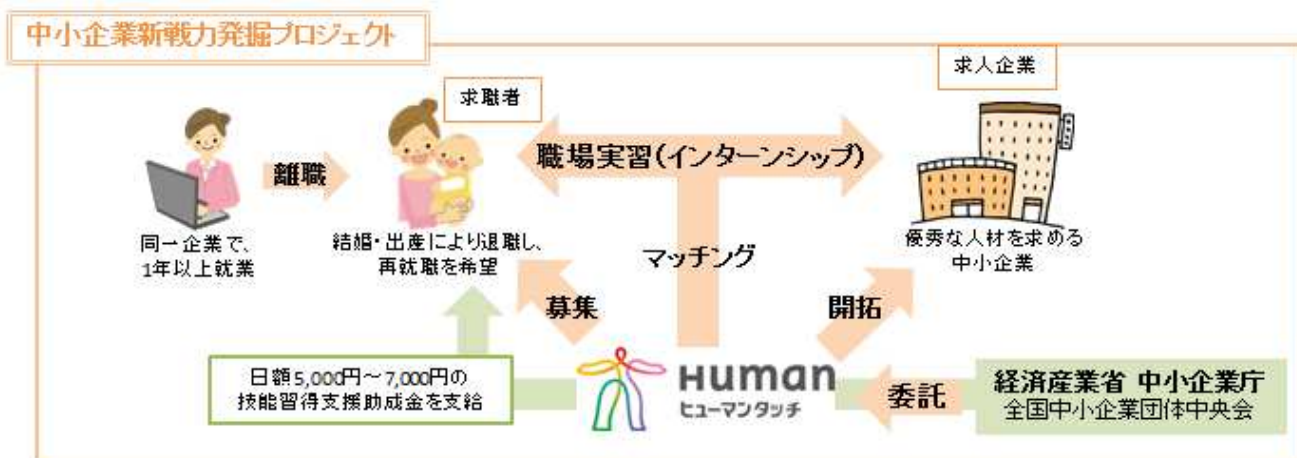 中小企業新戦力発掘プロジェクト
求人企業
求職者
離職
職場実習(インターンシップ)
同一企業で、
1年以上就業
結婚・出産により退職し、
再就職を希望
マッチング
優秀な人材を求める
中小企業
募集
開拓
日額5,000円～7,000円の
技能習得支援助成金を支給
Human
ヒューマンタッチ
委託
経済産業省 中小企業庁
全国中小企業団体中央会